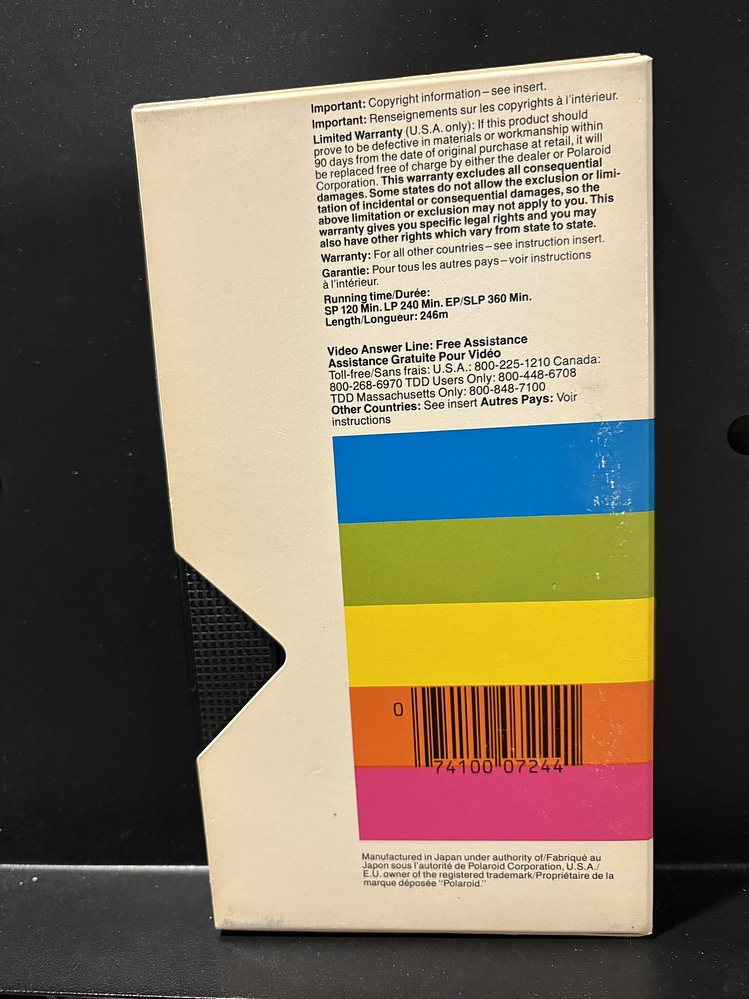 Important: Copyright information–see insert.
Important: Renseignements sur les copyrights à l'intérieur.
Limited Warranty (U.S.A. only): If this product should
prove to be defective in materials or workmanship within
90 days from the date of original purchase at retail, it will
be replaced free of charge by either the dealer or Polaroid
Corporation. This warranty excludes all consequential
damages. Some states do not allow the exclusion or limi-
tation of incidental or consequential damages, so the
above limitation or exclusion may not apply to you. This
warranty gives you specific legal rights and you may
also have other rights which vary from state to state.
Warranty: For all other countries–see instruction insert.
Garantie: Pour tous les autres pays–voir instructions
à l'intérieur.
Running time/Durée:
SP 120 Min. LP 240 Min. EP/SLP 360 Min.
Length/Longueur: 246m
Video Answer Line: Free Assistance
Assistance Gratuite Pour Vidéo
Toll-free/Sans frais: U.S.A.: 800-225-1210 Canada:
800-268-6970 TDD Users Only: 800-448-6708
TDD Massachusetts Only: 800-848-7100
Other Countries: See insert Autres Pays: Voir
instructions
0
74100 07244
Manufactured in Japan under authority of/Fabriqué au
Japon sous l'autorité de Polaroid Corporation, U.S.A./
E.U. owner of the registered trademark/Propriétaire de la
marque déposée "Polaroid."